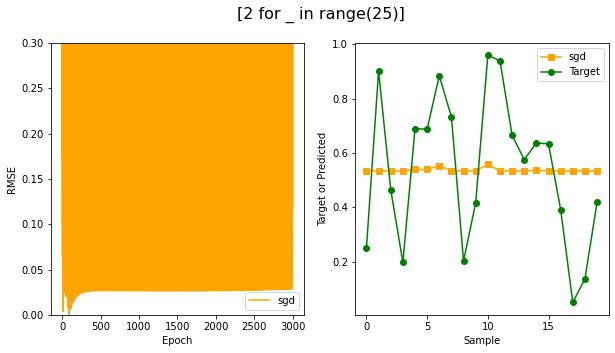 [2 for _ in range(25)]
RMSE
0.30
0.25
0.20
0.15
0.10
0.05
0.00
0
500
1000
1500
2000
2500
3000
Epoch
sgd
Target or Predicted
1.0
0.8
0.6
0.4
0.2
0
5
10
15
Sample
sgd
Target